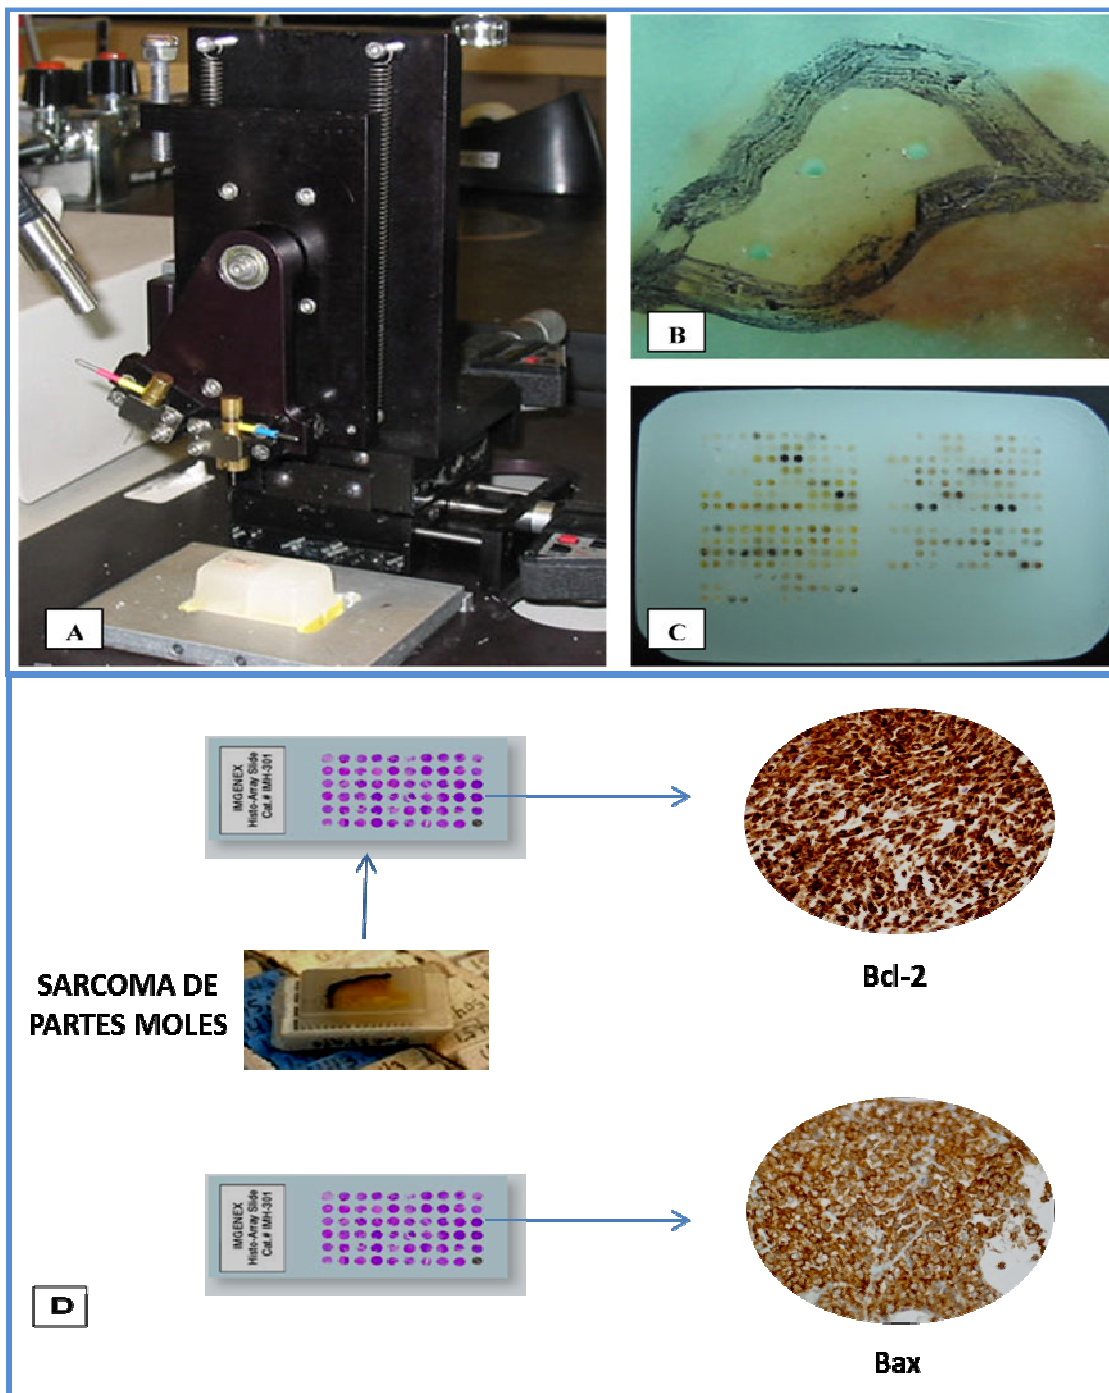 A
B
C
IMGENEX
Histo-Array Slide
Cat.# IMH-301
Bcl-2
SARCOMA DE
PARTES MOLES
IMGENEX
Histo-Array Slide
Cat.# IMH-301
D
Bax